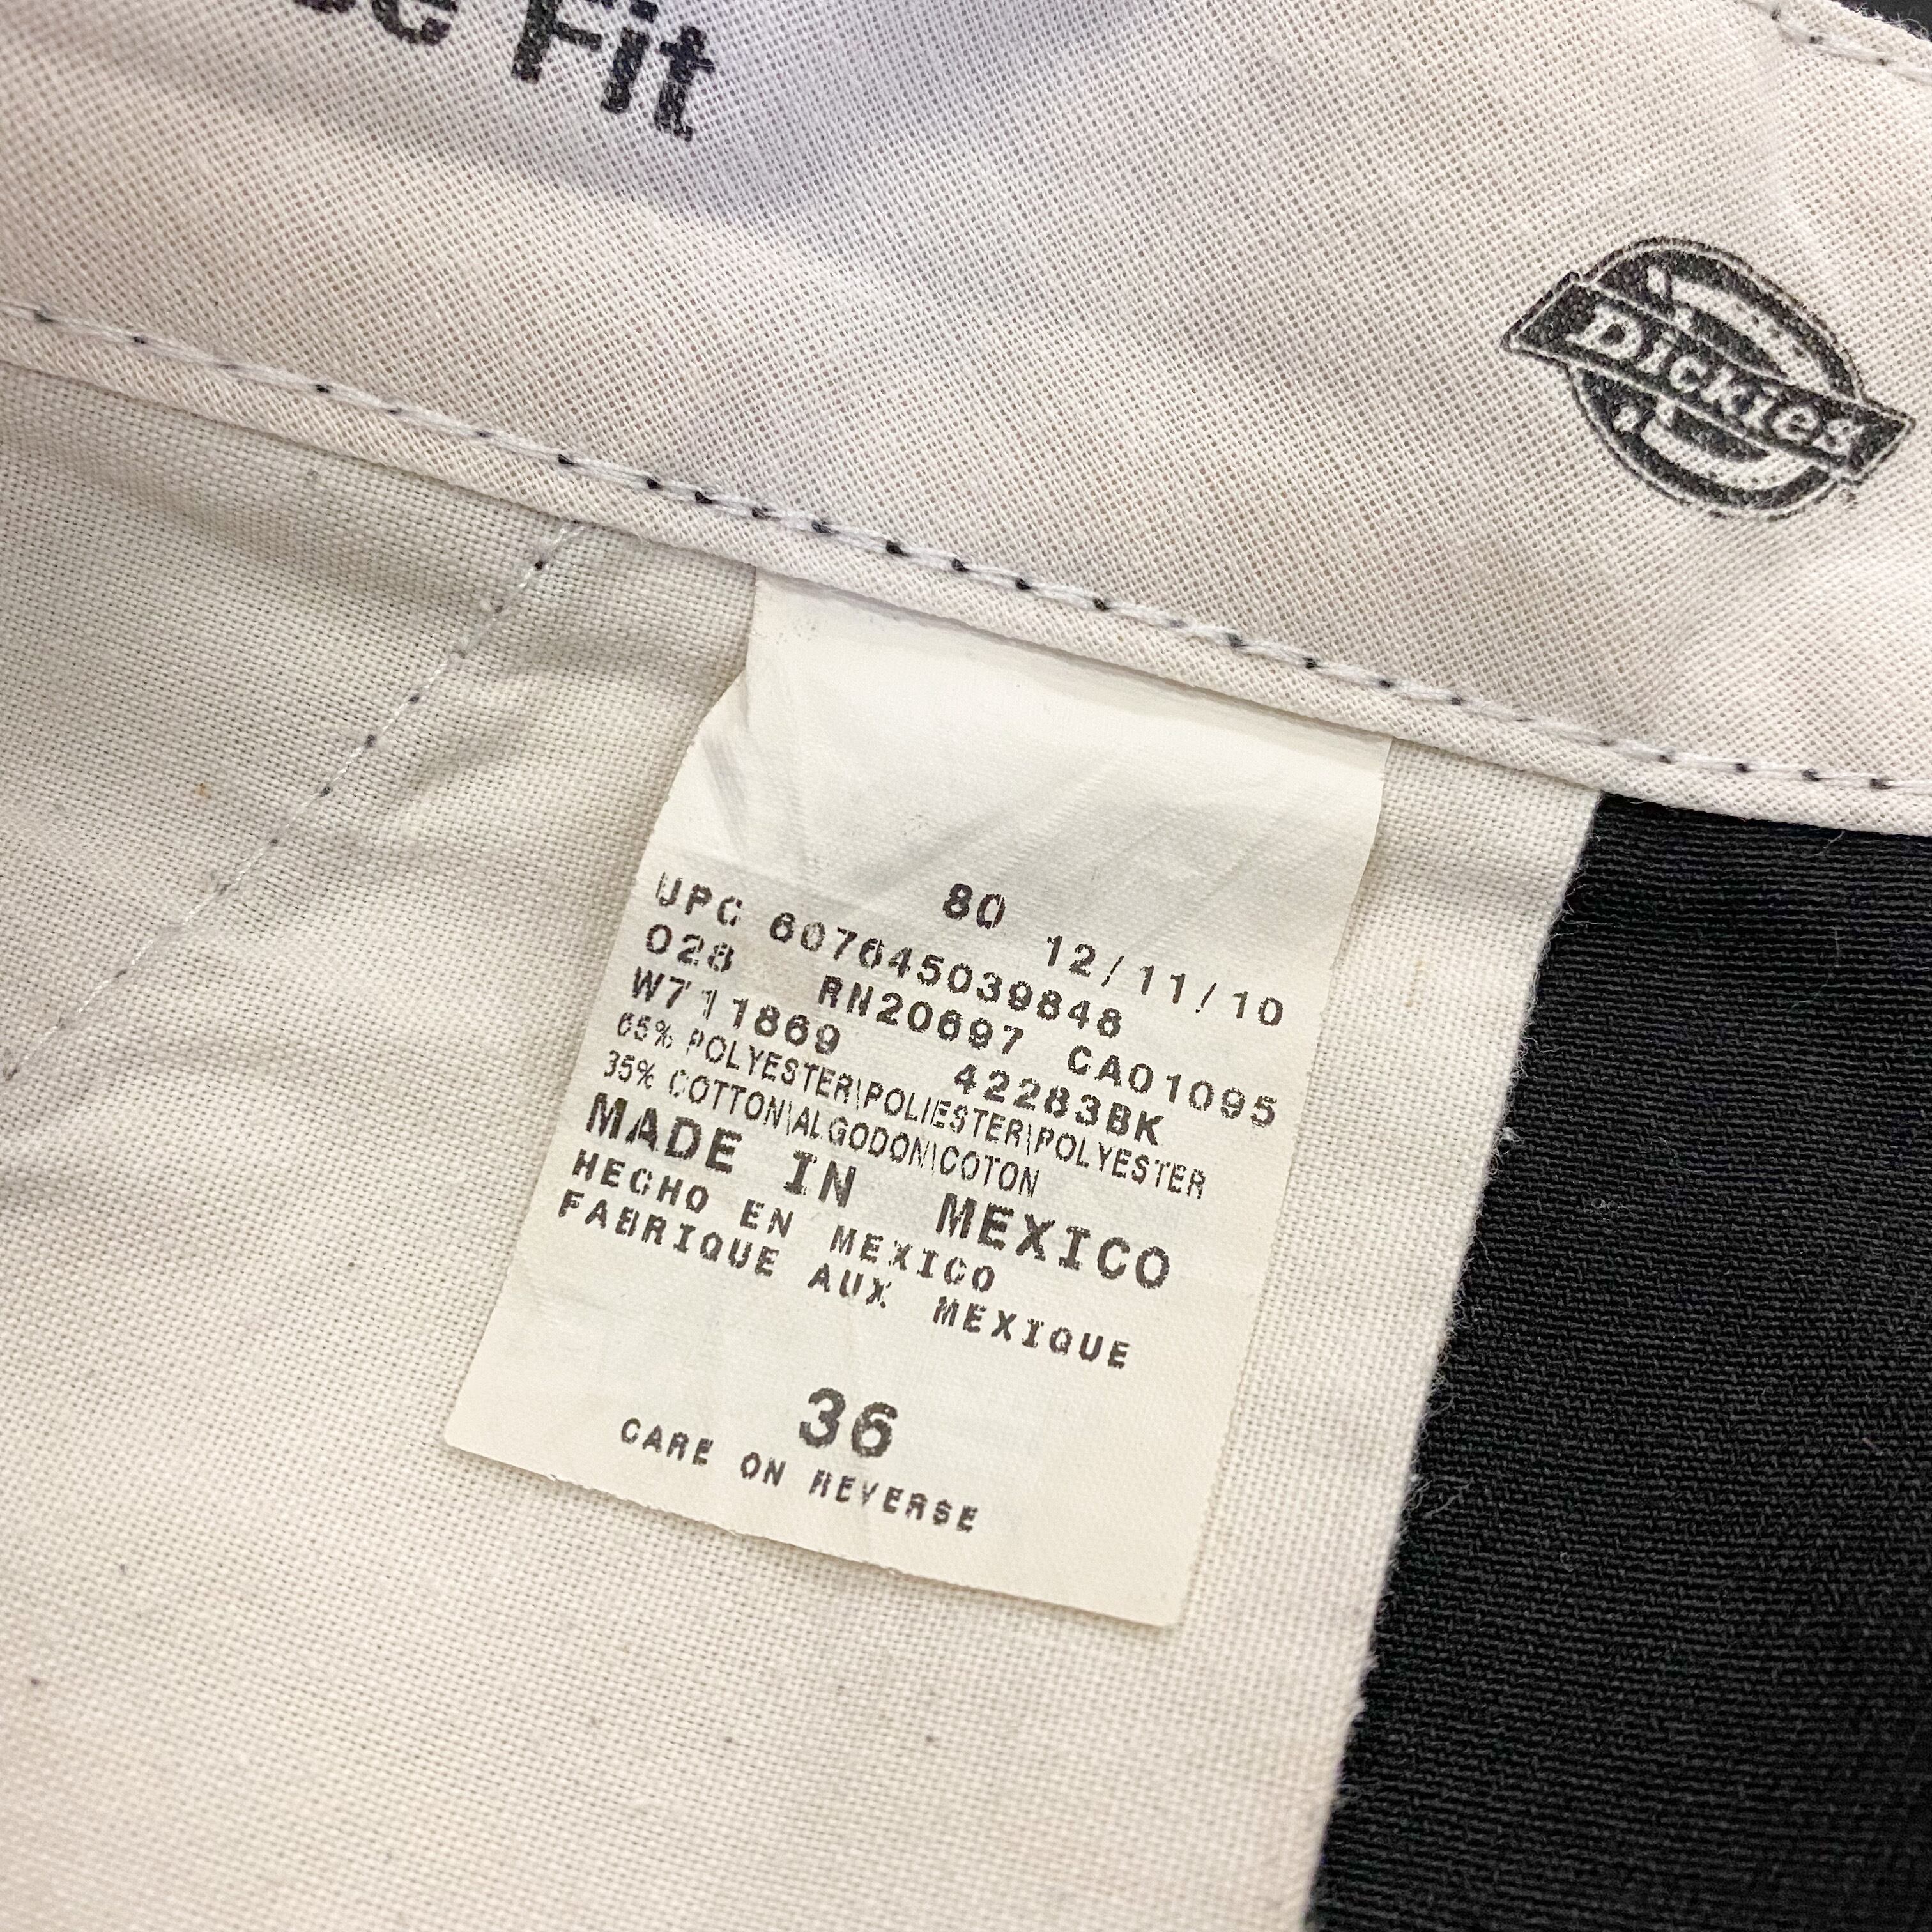 Fit
Dickies
80 12/11/10
UPC 607645039848
028 RN20697 CA01095
W711869 42283BK
65% POLYESTER\POLIESTER\POLYESTER
35% COTTON\ALGODON\COTON
MADE IN MEXICO
HECHO EN MEXICO
FABRIQUE AUX MEXIQUE
36
CARE ON REVERSE